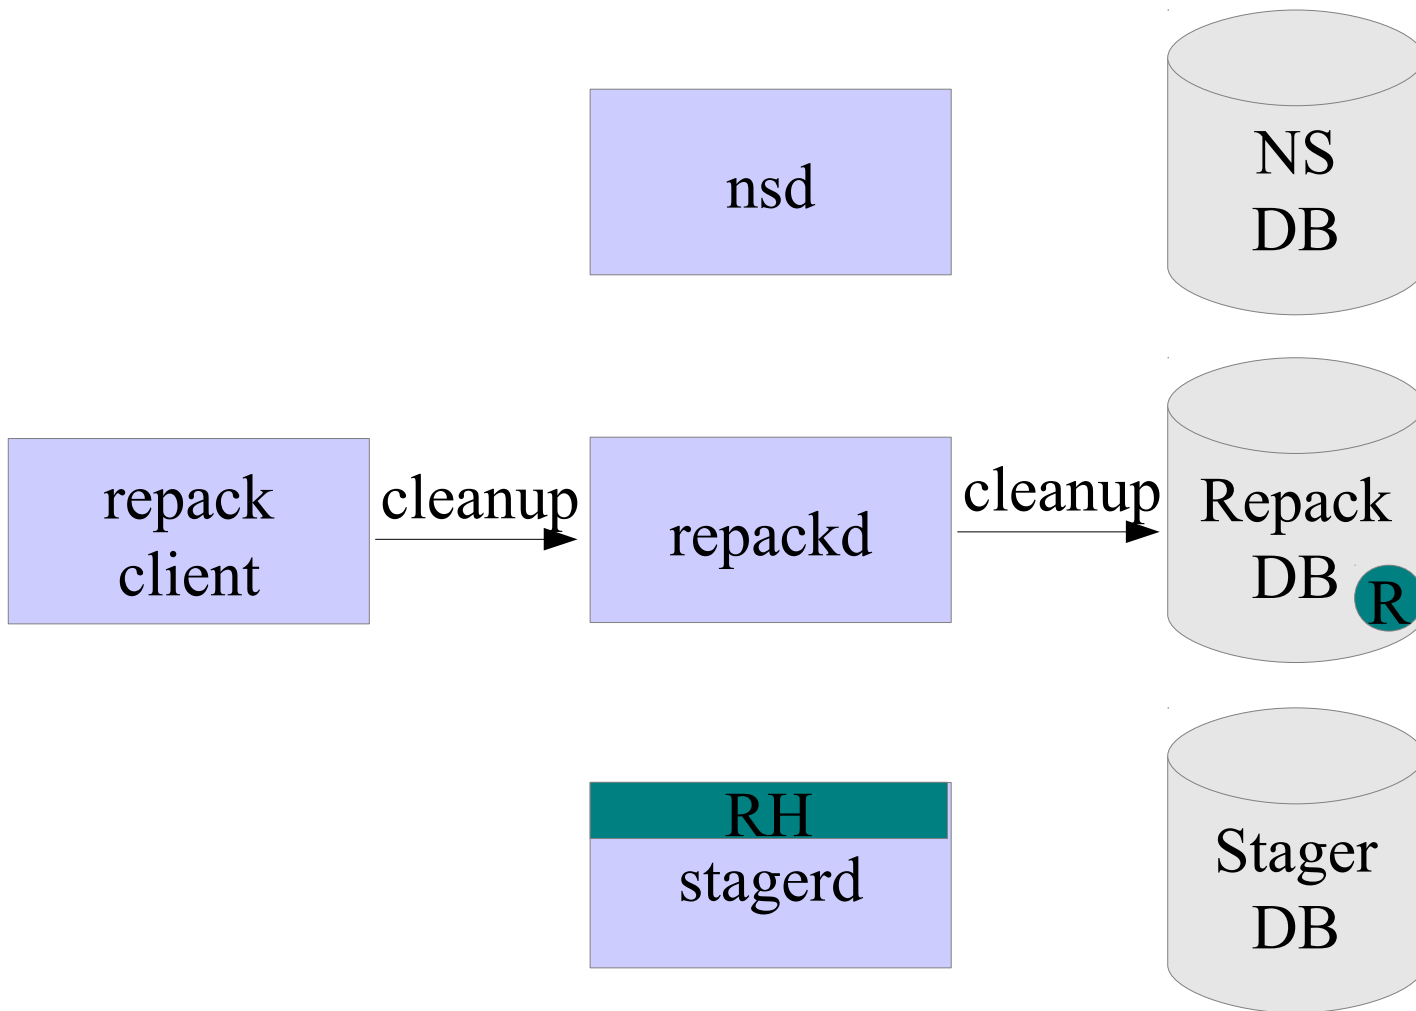 nsd
NS
DB
repack
client
cleanup
repackd
cleanup
Repack
DB
R
RH
stagerd
Stager
DB